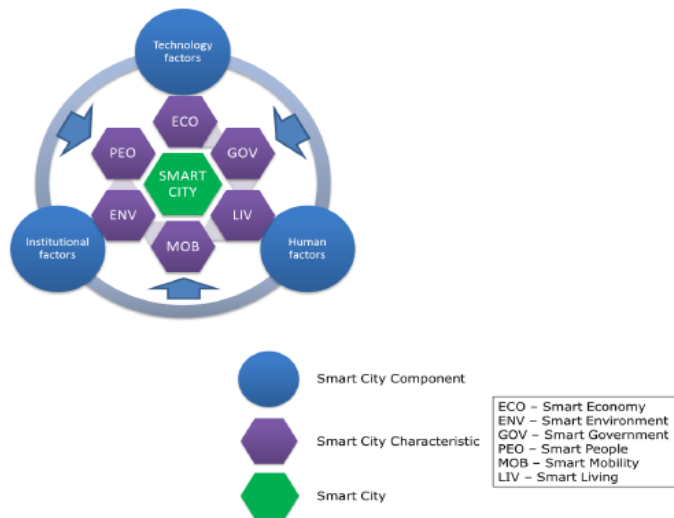 Technology
factors
ECO
PEO
GOV
SMART
CITY
ENV
LIV
MOB
Institutional
factors
Human
factors
Smart City Component
Smart City Characteristic
Smart City
ECO – Smart Economy
ENV – Smart Environment
GOV – Smart Government
PEO – Smart People
MOB – Smart Mobility
LIV – Smart Living